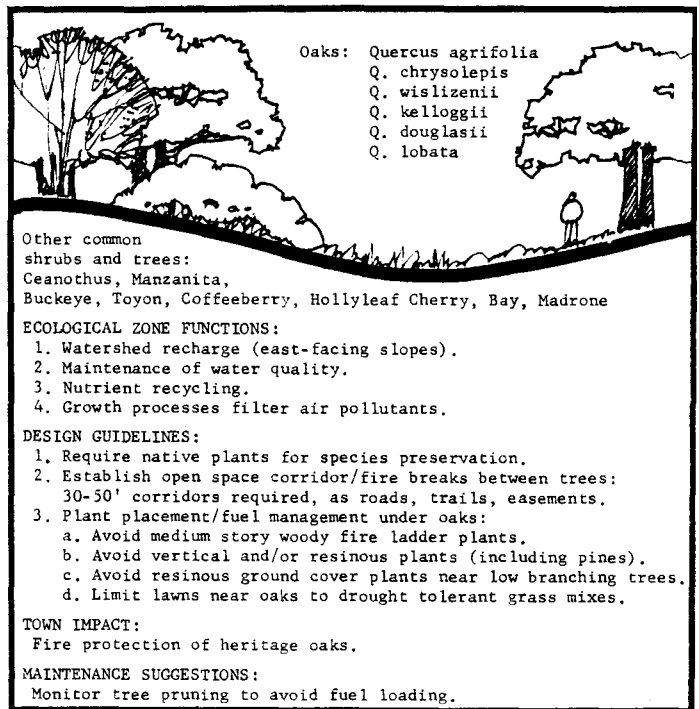 Oaks: Quercus agrifolia
Q. chrysolepis
Q. wislizenii
Q. kelloggii
Q. douglasii
Q. lobata
Other common
shrubs and trees:
Ceanothus, Manzanita,
Buckeye, Toyon, Coffeeberry, Hollyleaf Cherry, Bay, Madrone
ECOLOGICAL ZONE FUNCTIONS:
1. Watershed recharge (east-facing slopes).
2. Maintenance of water quality.
3. Nutrient recycling.
4. Growth processes filter air pollutants.
DESIGN GUIDELINES:
1. Require native plants for species preservation.
2. Establish open space corridor/fire breaks between trees:
30-50' corridors required, as roads, trails, easements.
3. Plant placement/fuel management under oaks:
a. Avoid medium story woody fire ladder plants.
b. Avoid vertical and/or resinous plants (including pines).
c. Avoid resinous ground cover plants near low branching trees.
d. Limit lawns near oaks to drought tolerant grass mixes.
TOWN IMPACT:
Fire protection of heritage oaks.
MAINTENANCE SUGGESTIONS:
Monitor tree pruning to avoid fuel loading.